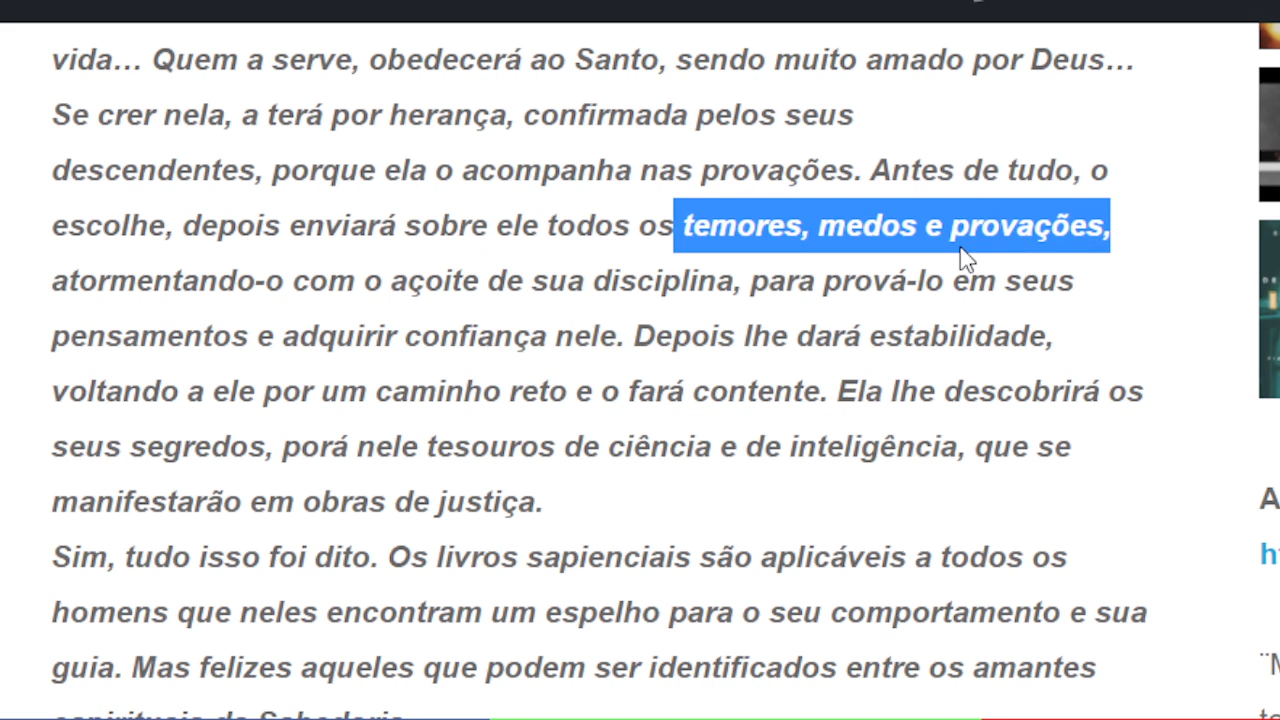 vida… Quem a serve, obedecerá ao Santo, sendo muito amado por Deus…
Se crer nela, a terá por herança, confirmada pelos seus
descendentes, porque ela o acompanha nas provações. Antes de tudo, o
escolhe, depois enviará sobre ele todos os temores, medos e provações,
atormentando-o com o açoite de sua disciplina, para prová-lo em seus
pensamentos e adquirir confiança nele. Depois lhe dará estabilidade,
voltando a ele por um caminho reto e o fará contente. Ela lhe descobrirá os
seus segredos, porá nele tesouros de ciência e de inteligência, que se
manifestarão em obras de justiça.
Sim, tudo isso foi dito. Os livros sapienciais são aplicáveis a todos os
homens que neles encontram um espelho para o seu comportamento e sua
guia. Mas felizes aqueles que podem ser identificados entre os amantes
espirituais da Sabedoria